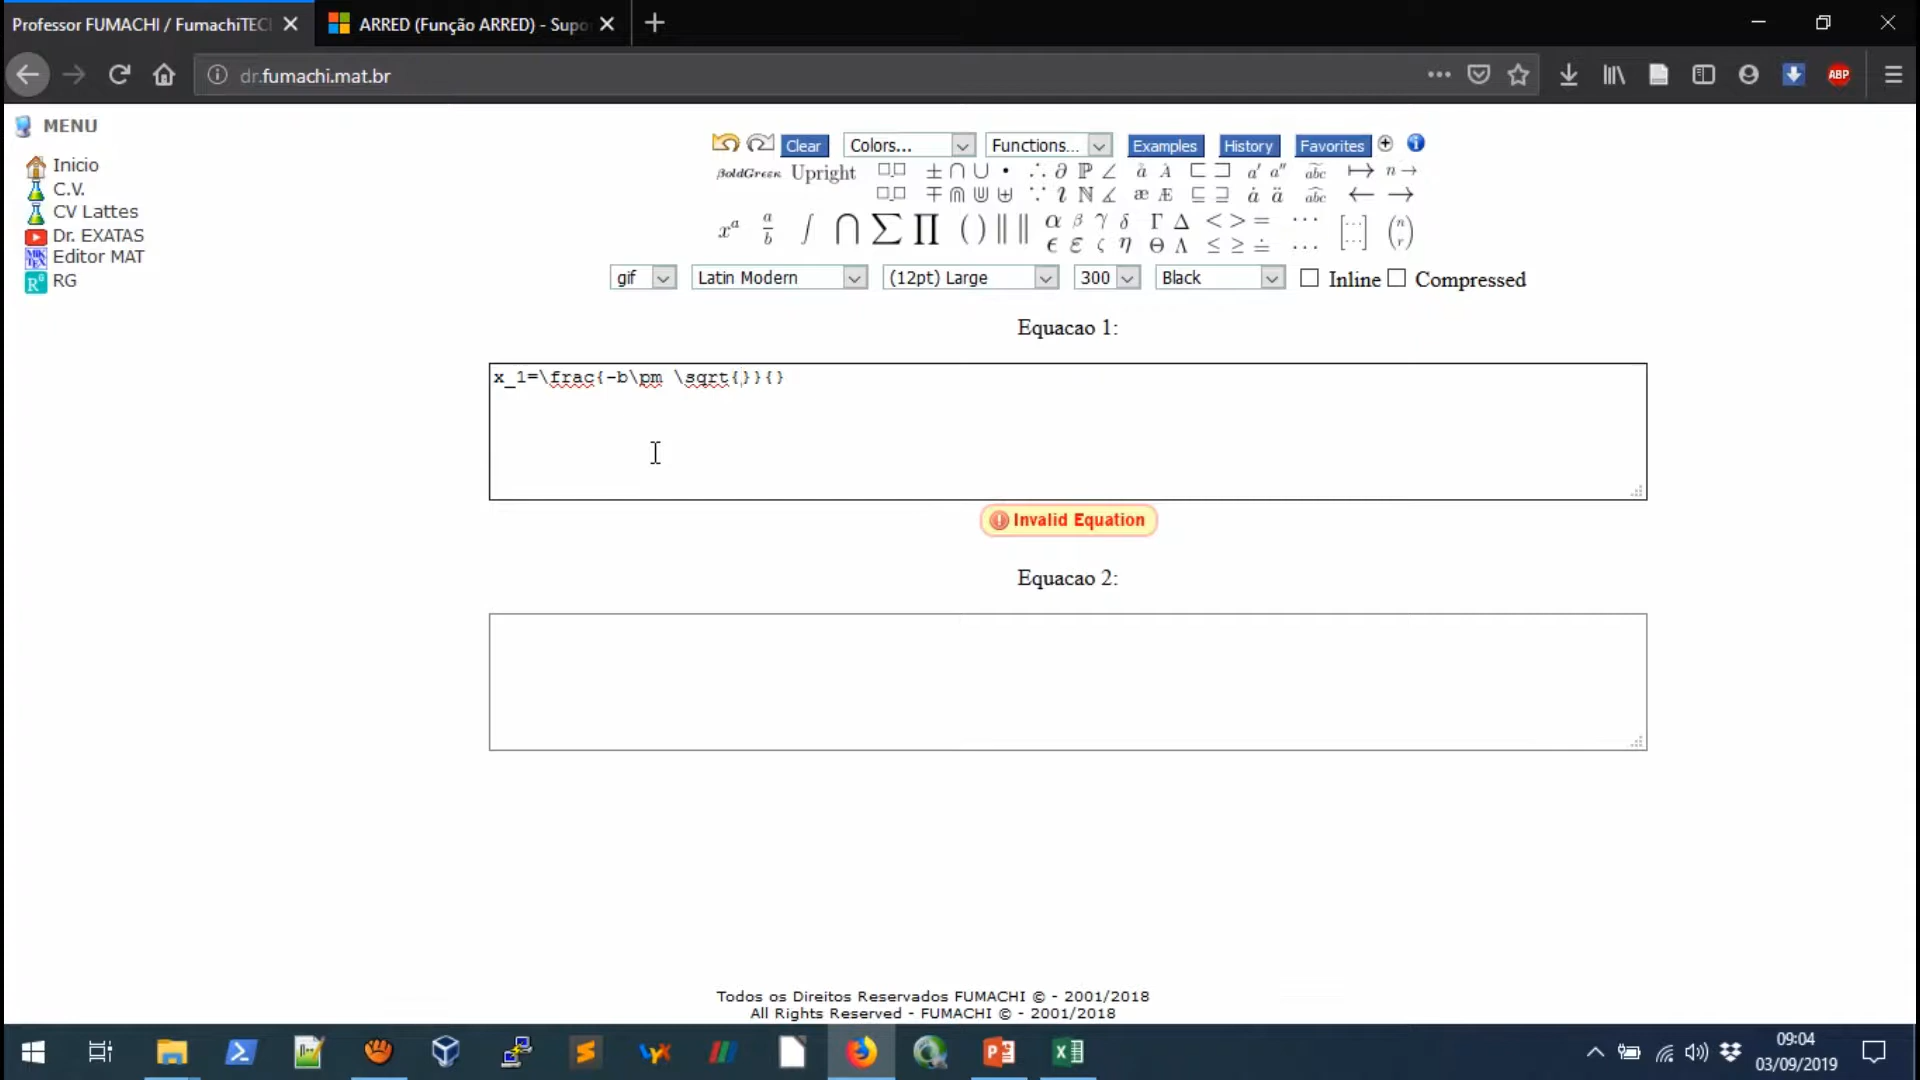 Professor FUMACHI / FumachiTEC
ARRED (Função ARRED) - Supo
dr.fumachi.mat.br
ABP
MENU
Inicio
C.V.
CV Lattes
Dr. EXATAS
Editor MAT
RG
Clear
Colors...
Functions...
Examples
History
Favorites
BoldGreek Upright
gif
Latin Modern
(12pt) Large
300
Black
Inline
Compressed
Equacao 1:
x_1=\frac{-b\pm \sqrt{}}{}
Invalid Equation
Equacao 2:
Todos os Direitos Reservados FUMACHI © - 2001/2018
All Rights Reserved - FUMACHI © - 2001/2018
09:04
03/09/2019